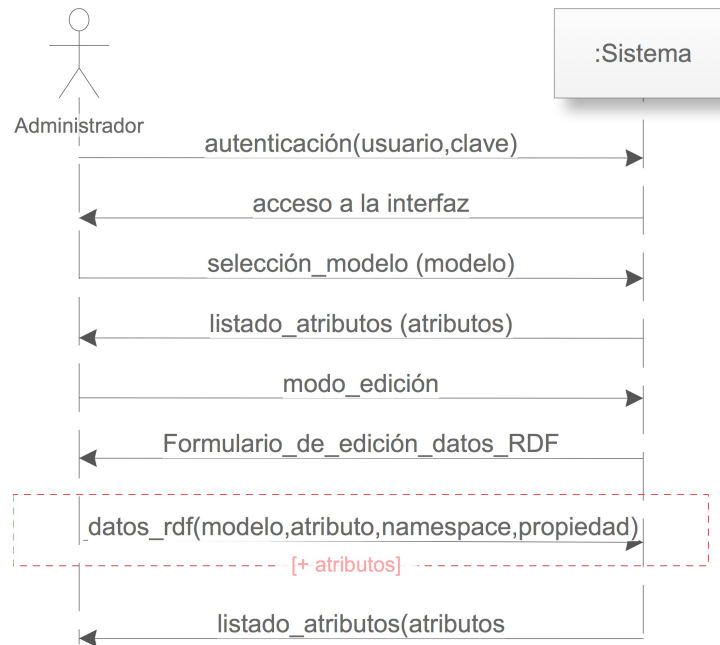 :Sistema
Administrador
autenticación(usuario,clave)
acceso a la interfaz
selección_modelo (modelo)
listado_atributos (atributos)
modo_edición
Formulario_de_edición_datos_RDF
datos_rdf(modelo,atributo,namespace,propiedad)
[+ atributos]
listado_atributos(atributos